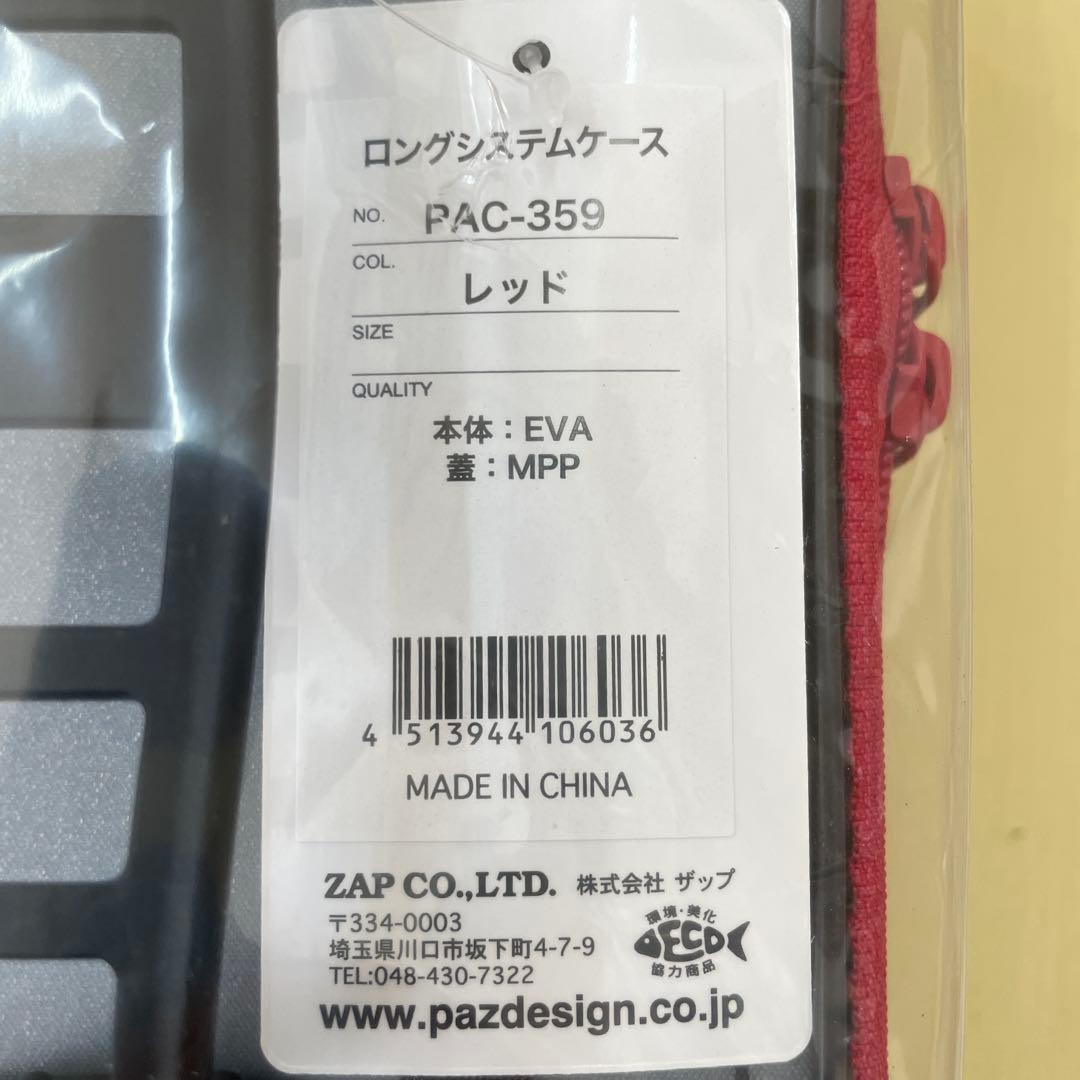 ロングシステムケース
NO. PAC-359
COL.
レッド
SIZE
QUALITY
本体：EVA
蓋：MPP
4 513944 106036
MADE IN CHINA
ZAP CO.,LTD. 株式会社 ザップ
〒334-0003
埼玉県川口市坂下町4-7-9
TEL:048-430-7322
環境・美化
ECO
協力商品
www.pazdesign.co.jp